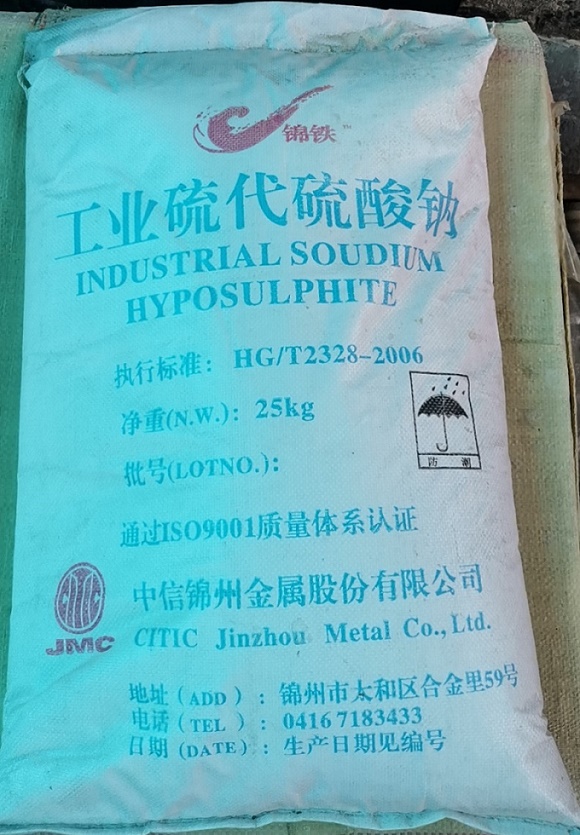 锦铁™
工业硫代硫酸钠
INDUSTRIAL SOUDIUM
HYPOSULPHITE
执行标准：HG/T2328-2006
净重(N.W.)：25kg
批号(LOTNO.)：
防 潮
通过ISO9001质量体系认证
中信锦州金属股份有限公司
CITIC Jinzhou Metal Co., Ltd.
JMC
地址（ADD）：锦州市太和区合金里59号
电话（TEL）：0416 7183433
日期（DATE）：生产日期见编号